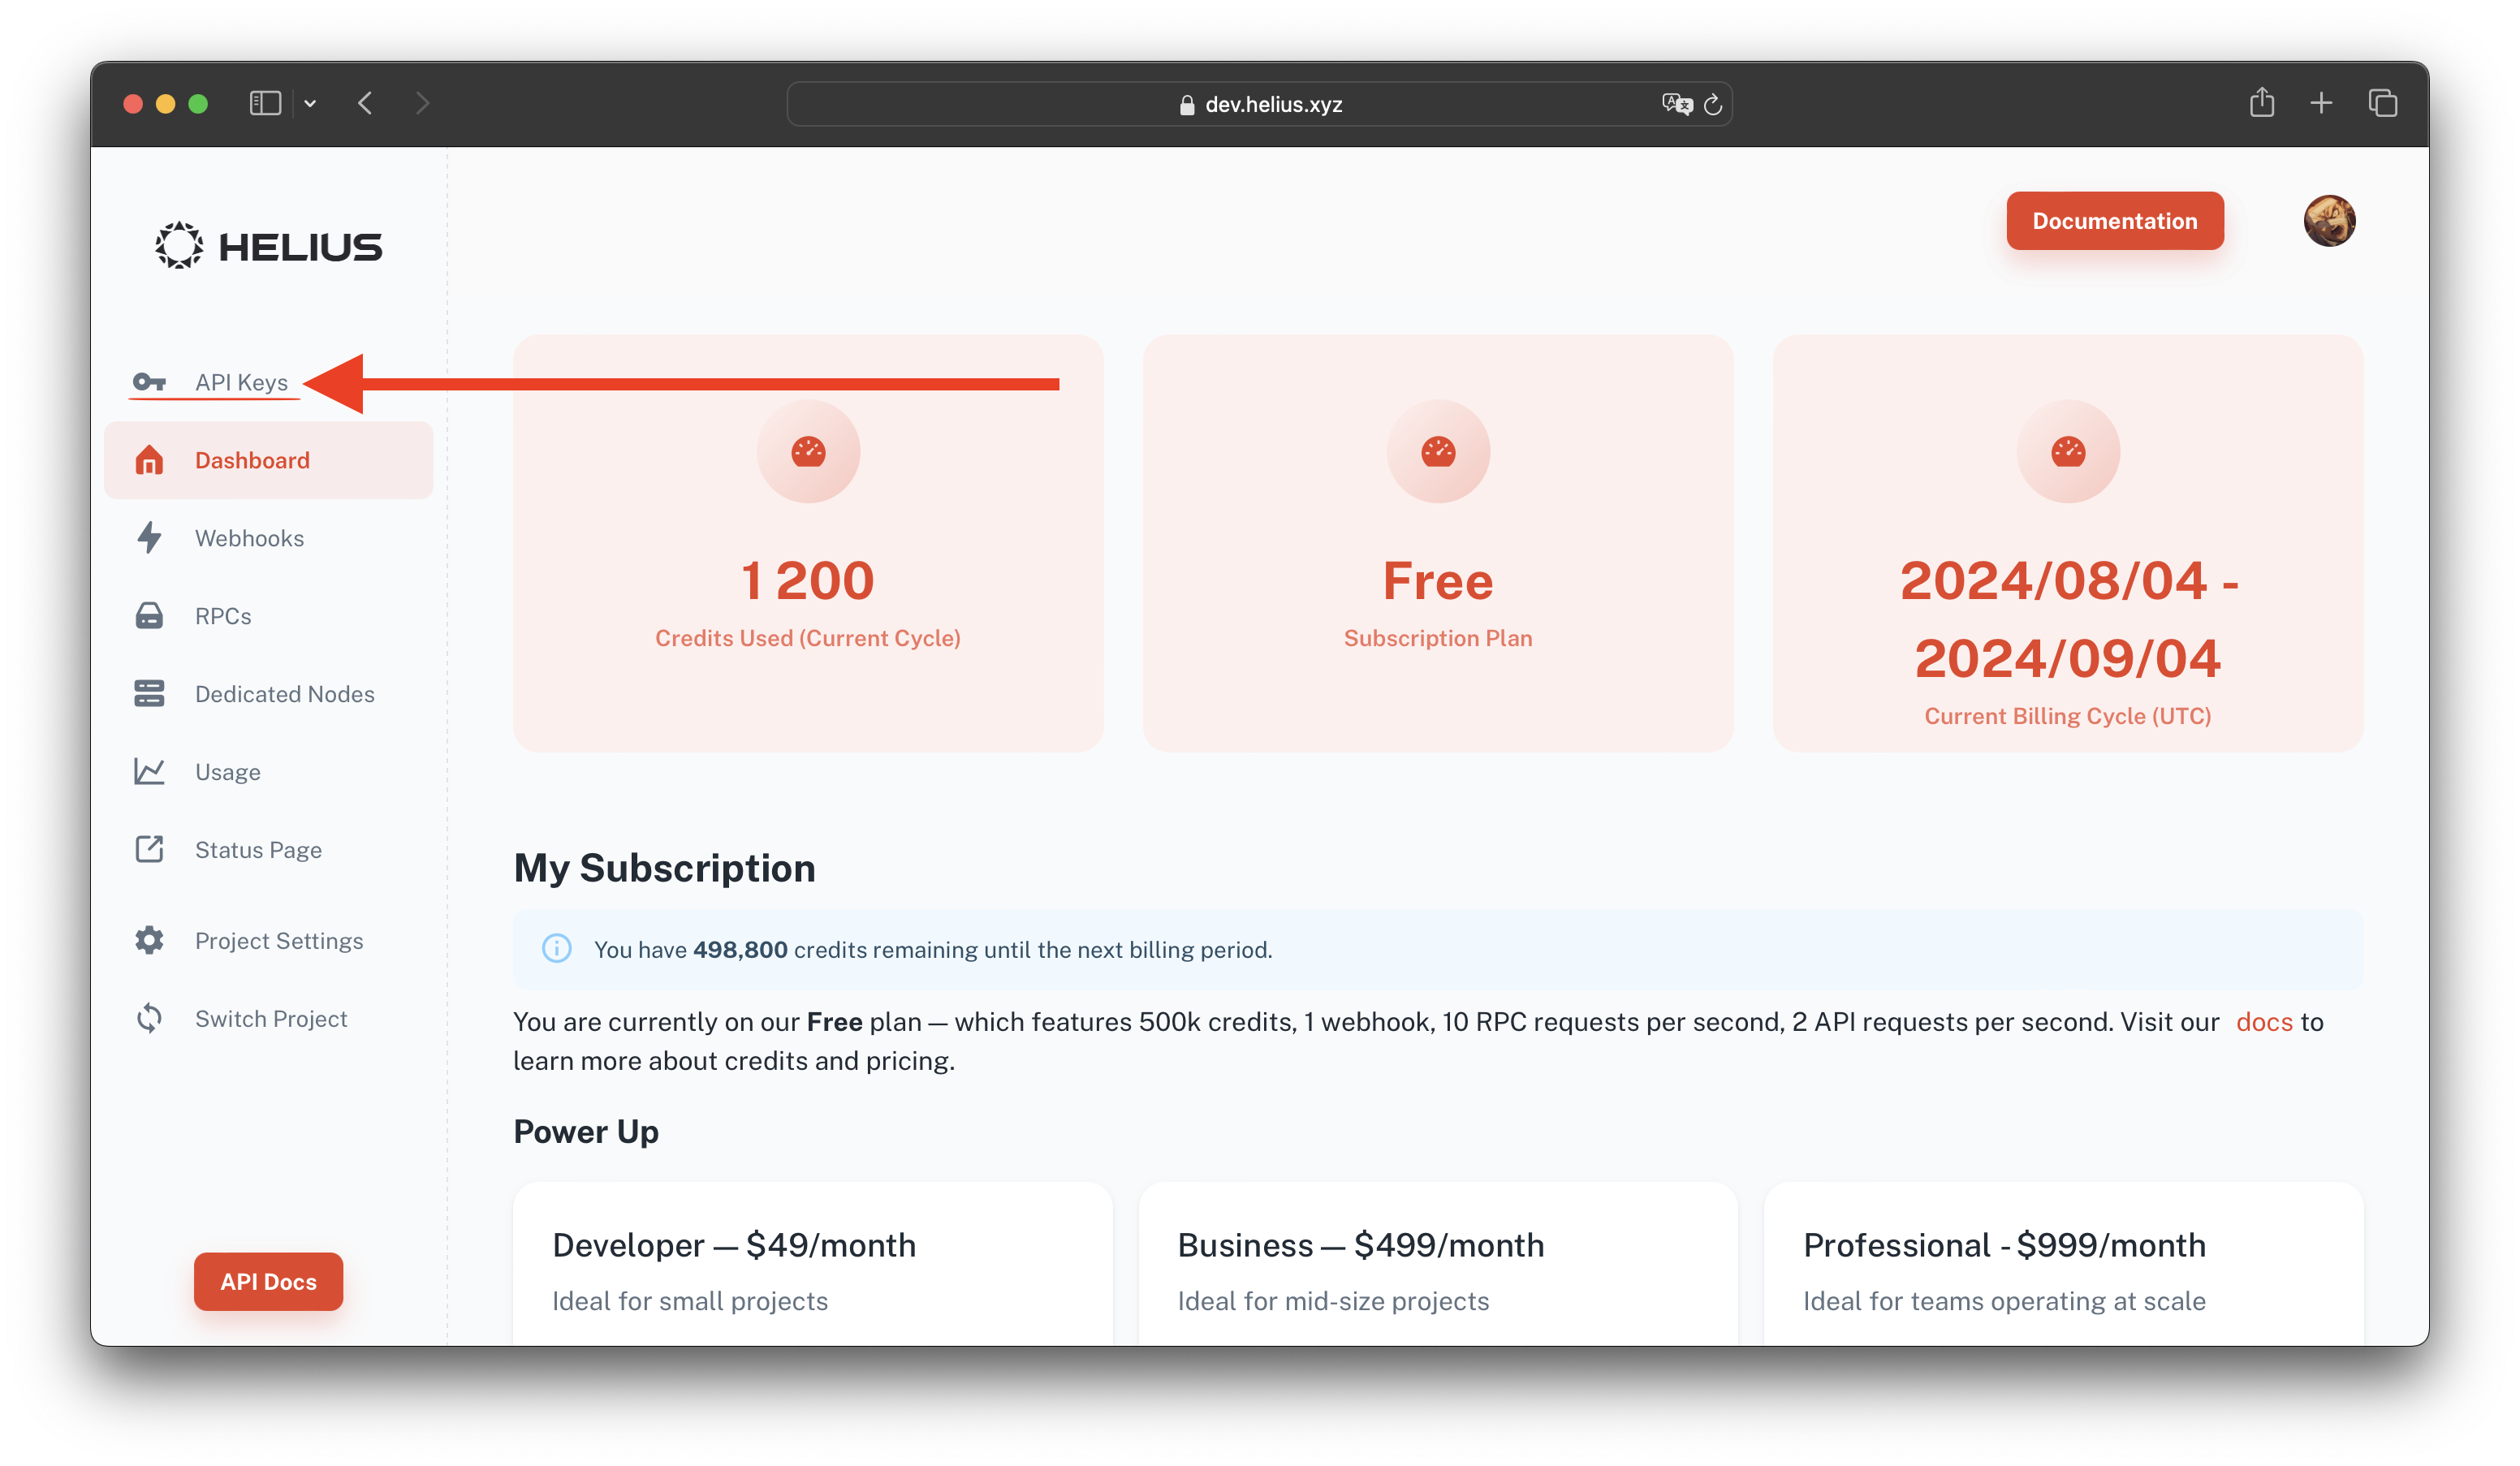 dev.helius.xyz
HELIUS
Documentation
API Keys
Dashboard
Webhooks
RPCs
Dedicated Nodes
Usage
Status Page
Project Settings
Switch Project
API Docs
1 200
Credits Used (Current Cycle)
Free
Subscription Plan
2024/08/04 -
2024/09/04
Current Billing Cycle (UTC)
My Subscription
You have 498,800 credits remaining until the next billing period.
You are currently on our Free plan — which features 500k credits, 1 webhook, 10 RPC requests per second, 2 API requests per second. Visit our docs to
learn more about credits and pricing.
Power Up
Developer — $49/month
Ideal for small projects
Business — $499/month
Ideal for mid-size projects
Professional - $999/month
Ideal for teams operating at scale